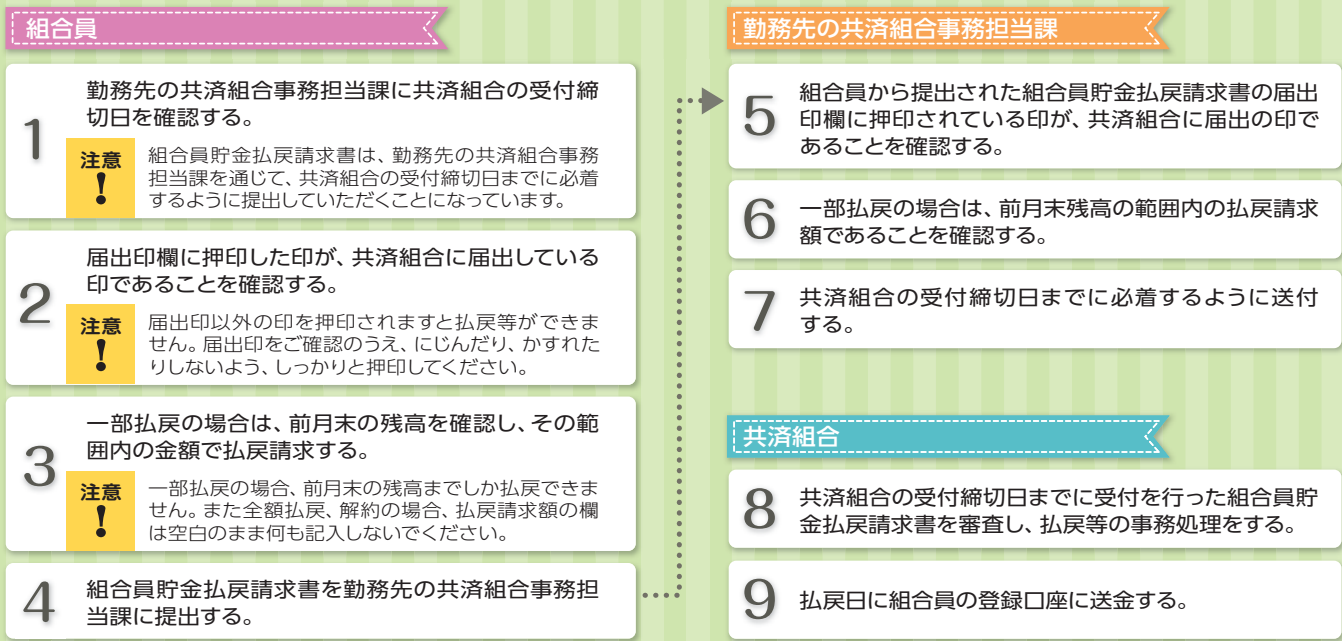 組合員
1
勤務先の共済組合事務担当課に共済組合の受付締
切日を確認する。
注意
!
組合員貯金払戻請求書は、勤務先の共済組合事務
担当課を通じて、共済組合の受付締切日までに必着
するように提出していただくことになっています。
2
届出印欄に押印した印が、共済組合に届出している
印であることを確認する。
注意
!
届出印以外の印を押印されますと払戻等ができま
せん。届出印をご確認のうえ、にじんだり、かすれた
りしないよう、しっかりと押印してください。
3
一部払戻の場合は、前月末の残高を確認し、その範
囲内の金額で払戻請求する。
注意
!
一部払戻の場合、前月末の残高までしか払戻できま
せん。また全額払戻、解約の場合、払戻請求額の欄
は空白のまま何も記入しないでください。
4
組合員貯金払戻請求書を勤務先の共済組合事務担
当課に提出する。
勤務先の共済組合事務担当課
5
組合員から提出された組合員貯金払戻請求書の届出
印欄に押印されている印が、共済組合に届出の印で
あることを確認する。
6
一部払戻の場合は、前月末残高の範囲内の払戻請求
額であることを確認する。
7
共済組合の受付締切日までに必着するように送付
する。
共済組合
8
共済組合の受付締切日までに受付を行った組合員貯
金払戻請求書を審査し、払戻等の事務処理をする。
9
払戻日に組合員の登録口座に送金する。